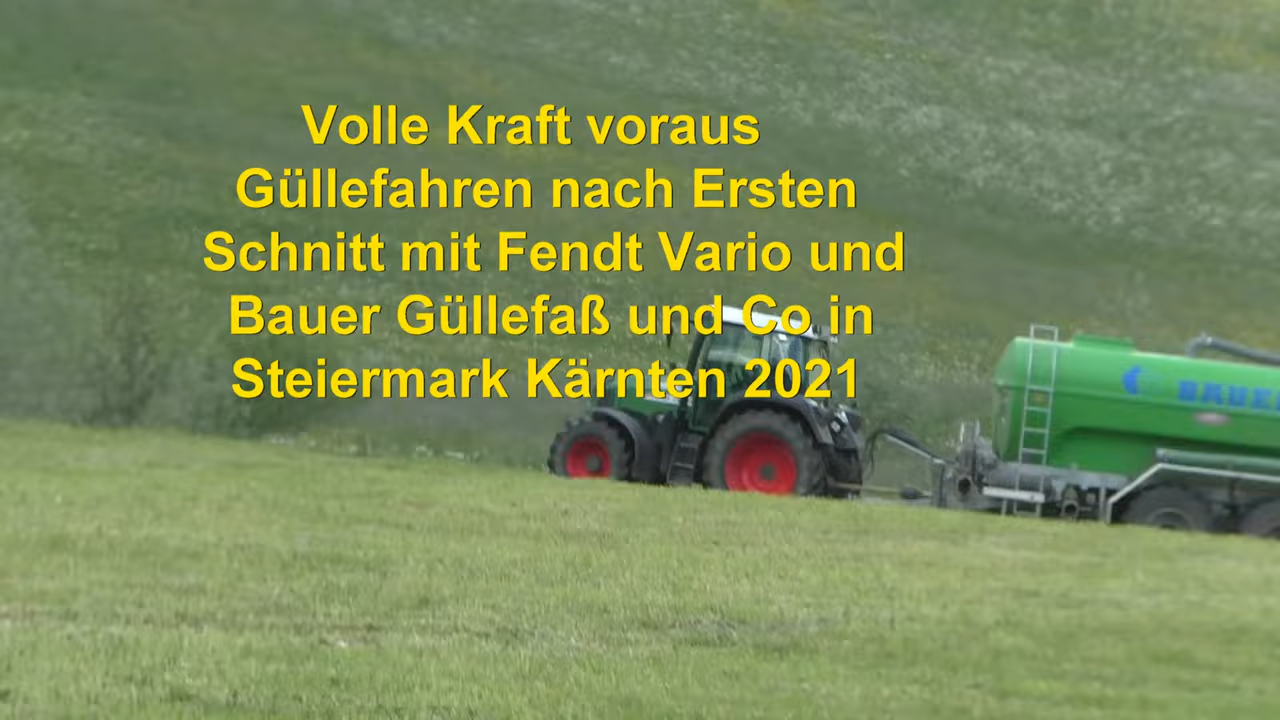 Volle Kraft voraus
Güllefahren nach Ersten
Schnitt mit Fendt Vario und
Bauer Güllefaß und Co in
Steiermark Kärnten 2021